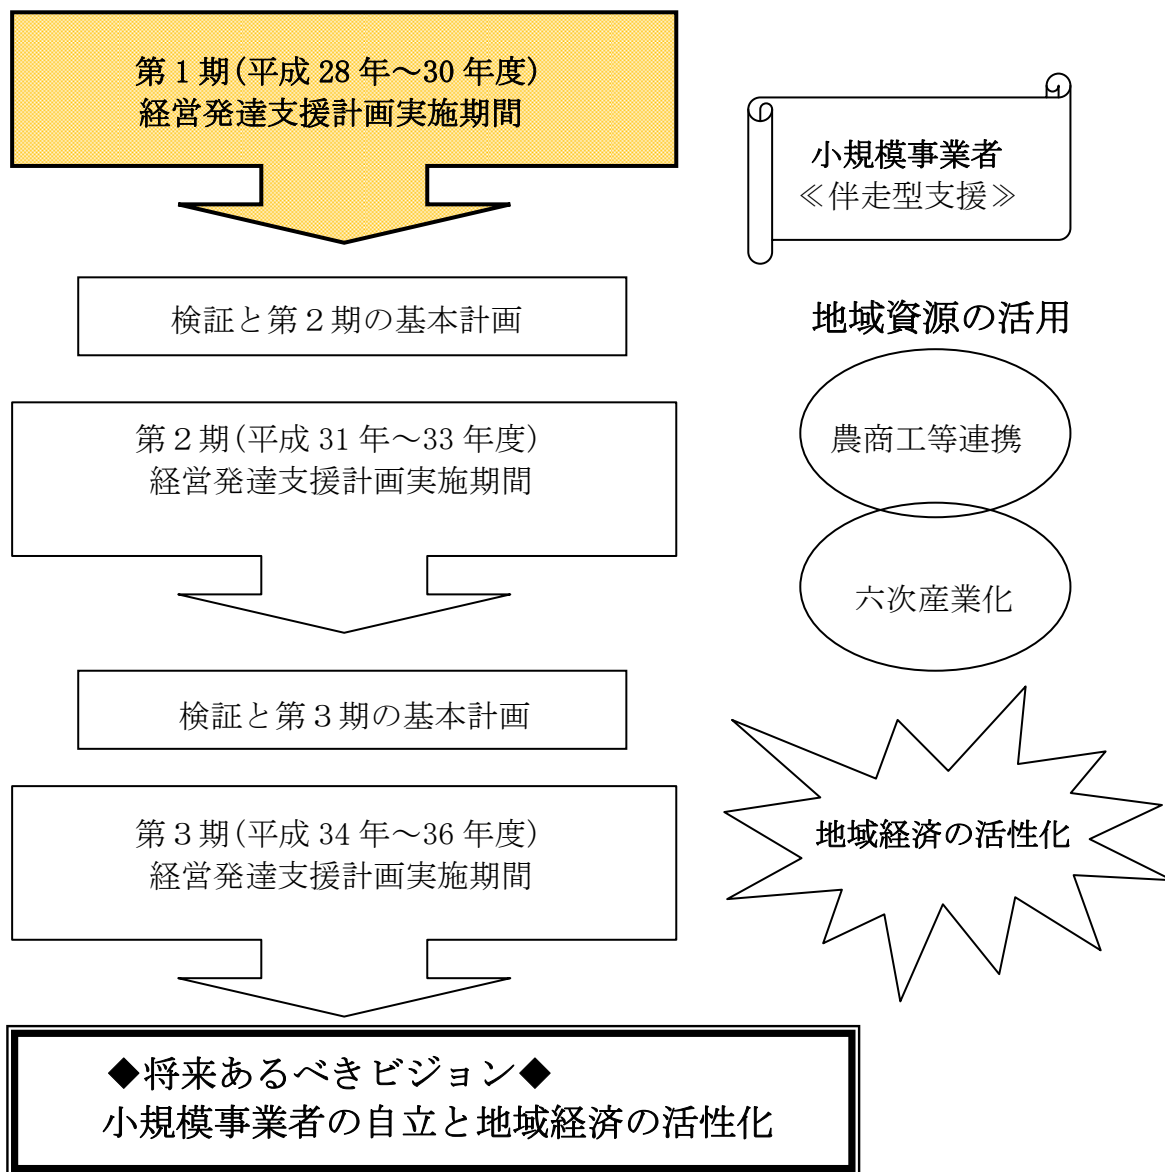 第１期(平成 28 年～30 年度)
経営発達支援計画実施期間
検証と第２期の基本計画
第２期(平成 31 年～33 年度)
経営発達支援計画実施期間
検証と第３期の基本計画
第３期(平成 34 年～36 年度)
経営発達支援計画実施期間
◆将来あるべきビジョン◆
小規模事業者の自立と地域経済の活性化
小規模事業者
≪伴走型支援≫
地域資源の活用
農商工等連携
六次産業化
地域経済の活性化